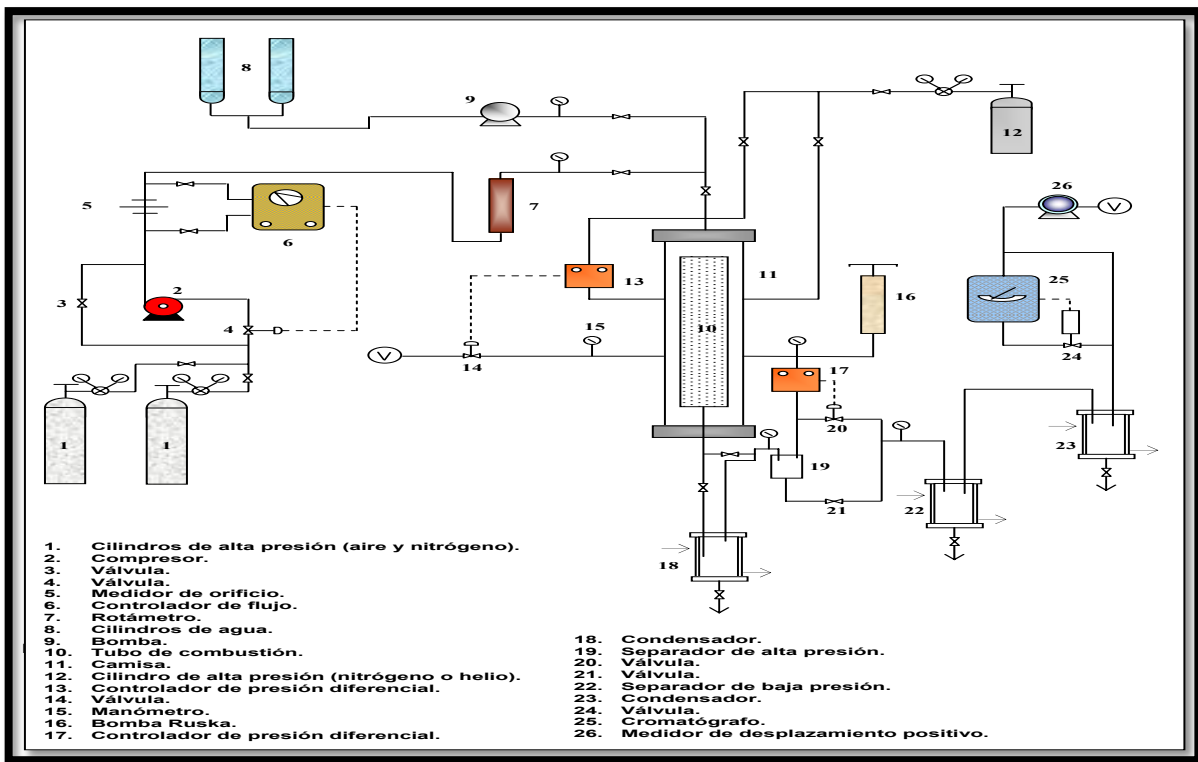 8
9
12
5
6
7
26
V
3
2
4
13
11
10
16
25
15
V
14
17
24
1
1
20
19
21
23
22
18
1. Cilindros de alta presión (aire y nitrógeno).
2. Compresor.
3. Válvula.
4. Válvula.
5. Medidor de orificio.
6. Controlador de flujo.
7. Rotámetro.
8. Cilindros de agua.
9. Bomba.
10. Tubo de combustión.
11. Camisa.
12. Cilindro de alta presión (nitrógeno o helio).
13. Controlador de presión diferencial.
14. Válvula.
15. Manómetro.
16. Bomba Ruska.
17. Controlador de presión diferencial.
18. Condensador.
19. Separador de alta presión.
20. Válvula.
21. Válvula.
22. Separador de baja presión.
23. Condensador.
24. Válvula.
25. Cromatógrafo.
26. Medidor de desplazamiento positivo.